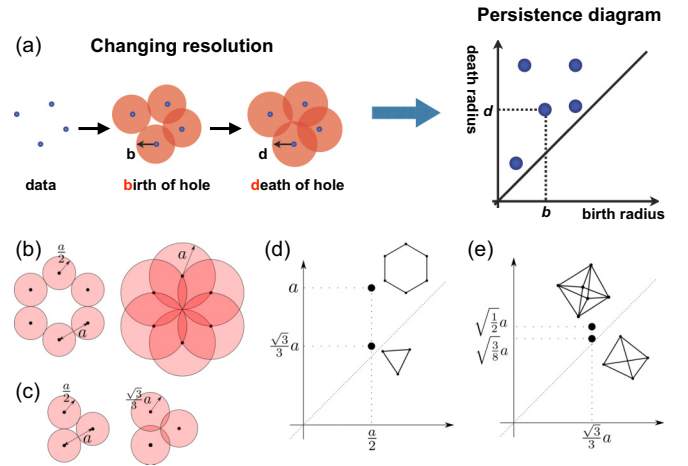 Persistence diagram
(a)
Changing resolution
death radius
d
b
d
data
birth of hole
death of hole
b
birth radius
(b)
a/2
a
a
(d)
a
√3/3 a
a/2
(e)
√(1/2) a
√(3/8) a
√3/3 a
(c)
a/2
a
√3/3 a